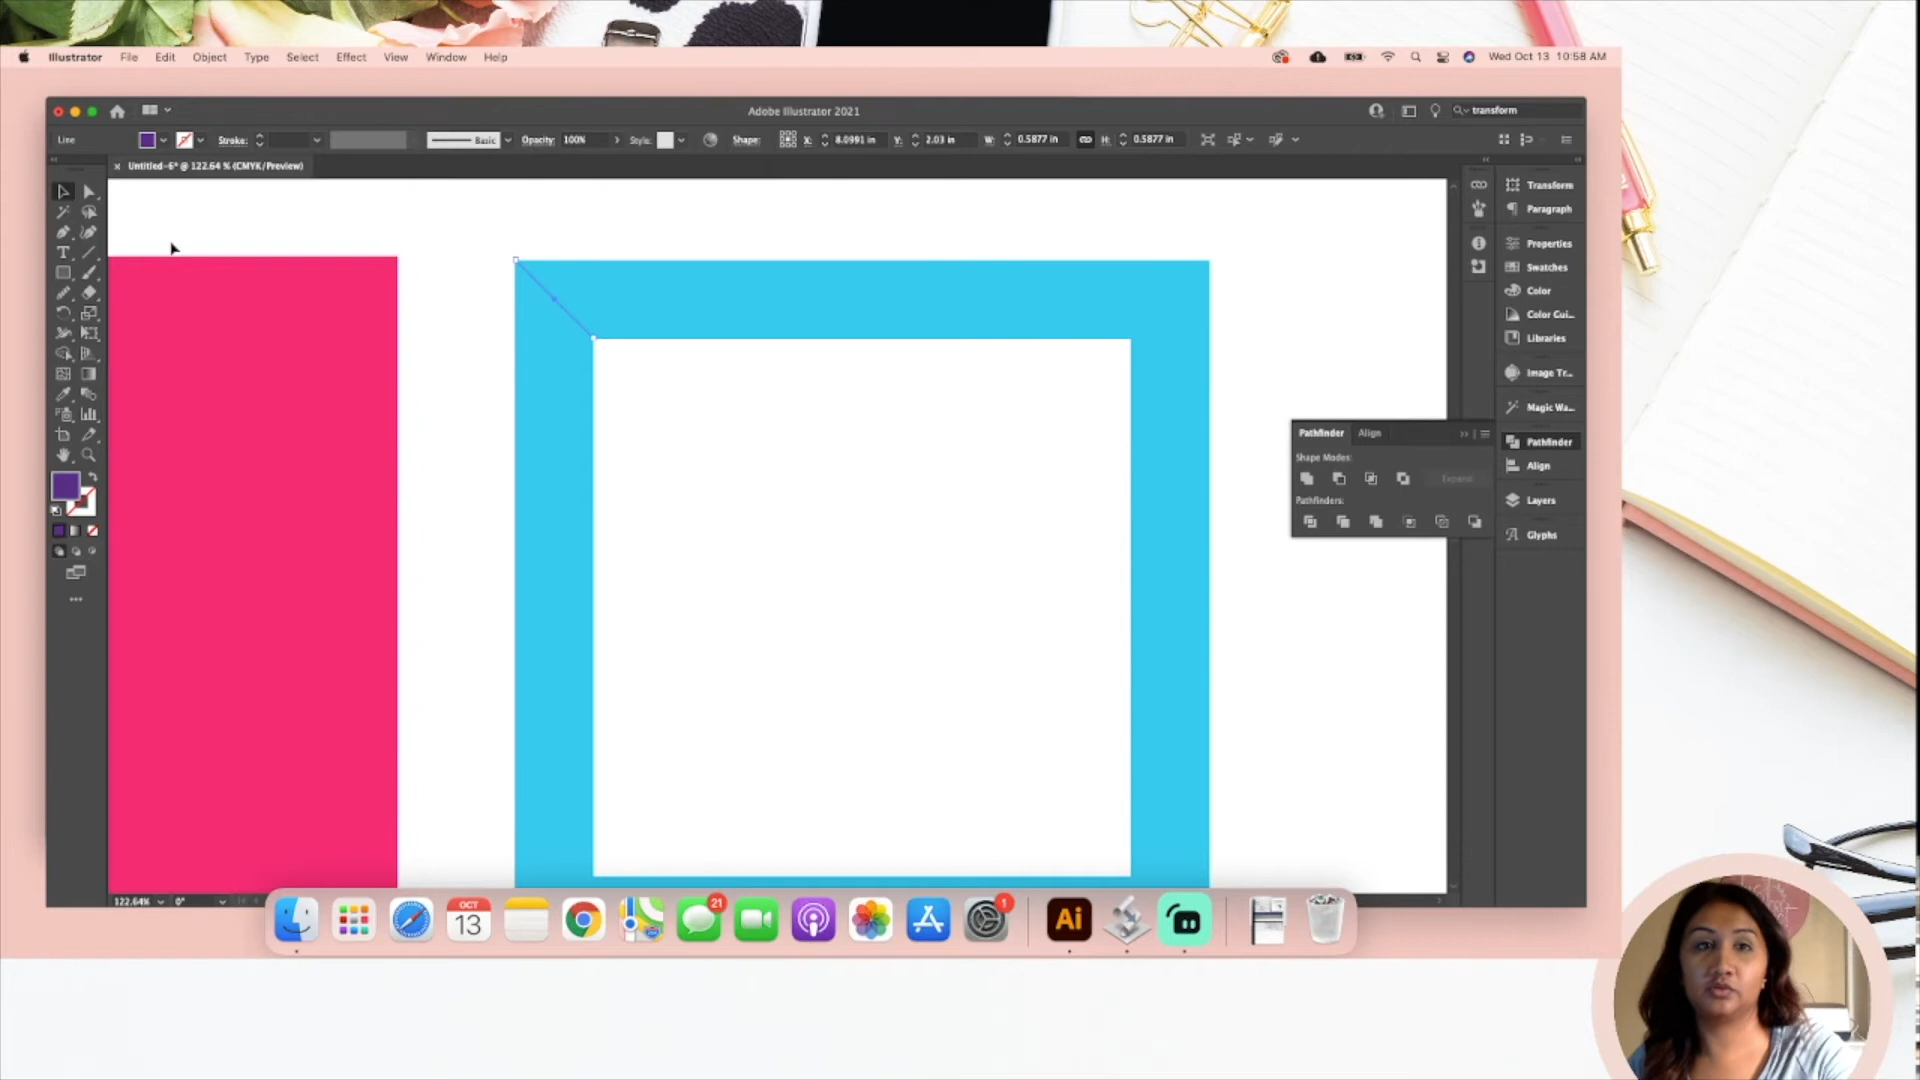 Illustrator File Edit Object Type Select Effect View Window Help Wed Oct 13 10:58 AM
Adobe Illustrator 2021 transform
Line Stroke: Basic Opacity: 100% Style: Shape: X: 8.0991 in Y: 2.03 in W: 0.5877 in H: 0.5877 in
× Untitled-6* @ 122.64 % (CMYK/Preview)
Transform
Paragraph
Properties
Swatches
Color
Color Gui...
Libraries
Image Tr...
Magic Wa...
Pathfinder
Align
Layers
Glyphs
Pathfinder Align
Shape Modes:
Expand
Pathfinders:
122.64% 0°
OCT
13
21
1
Ai